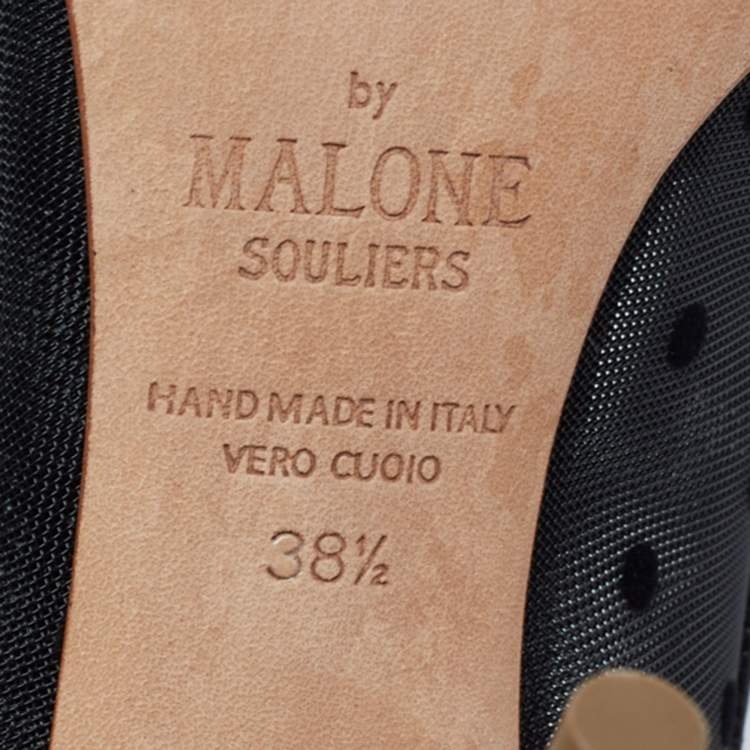 by
MALONE
SOULIERS
HAND MADE IN ITALY
VERO CUOIO
38½